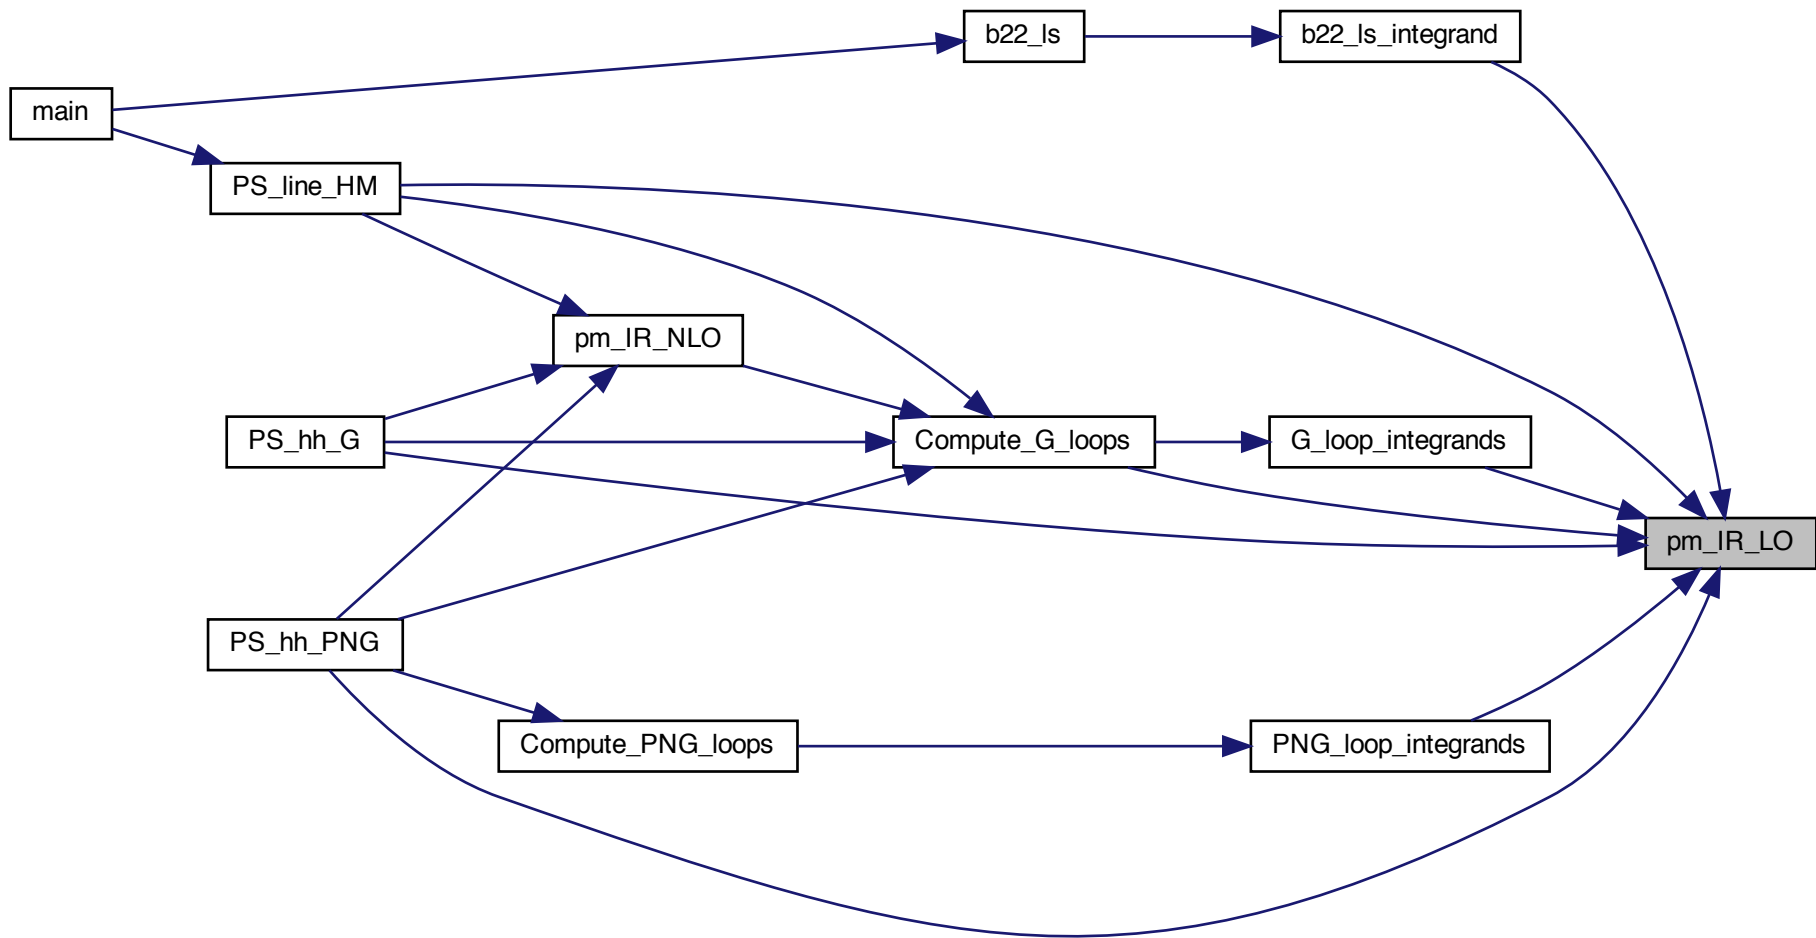 b22_ls
b22_ls_integrand
main
PS_line_HM
pm_IR_NLO
PS_hh_G
Compute_G_loops
G_loop_integrands
pm_IR_LO
PS_hh_PNG
Compute_PNG_loops
PNG_loop_integrands